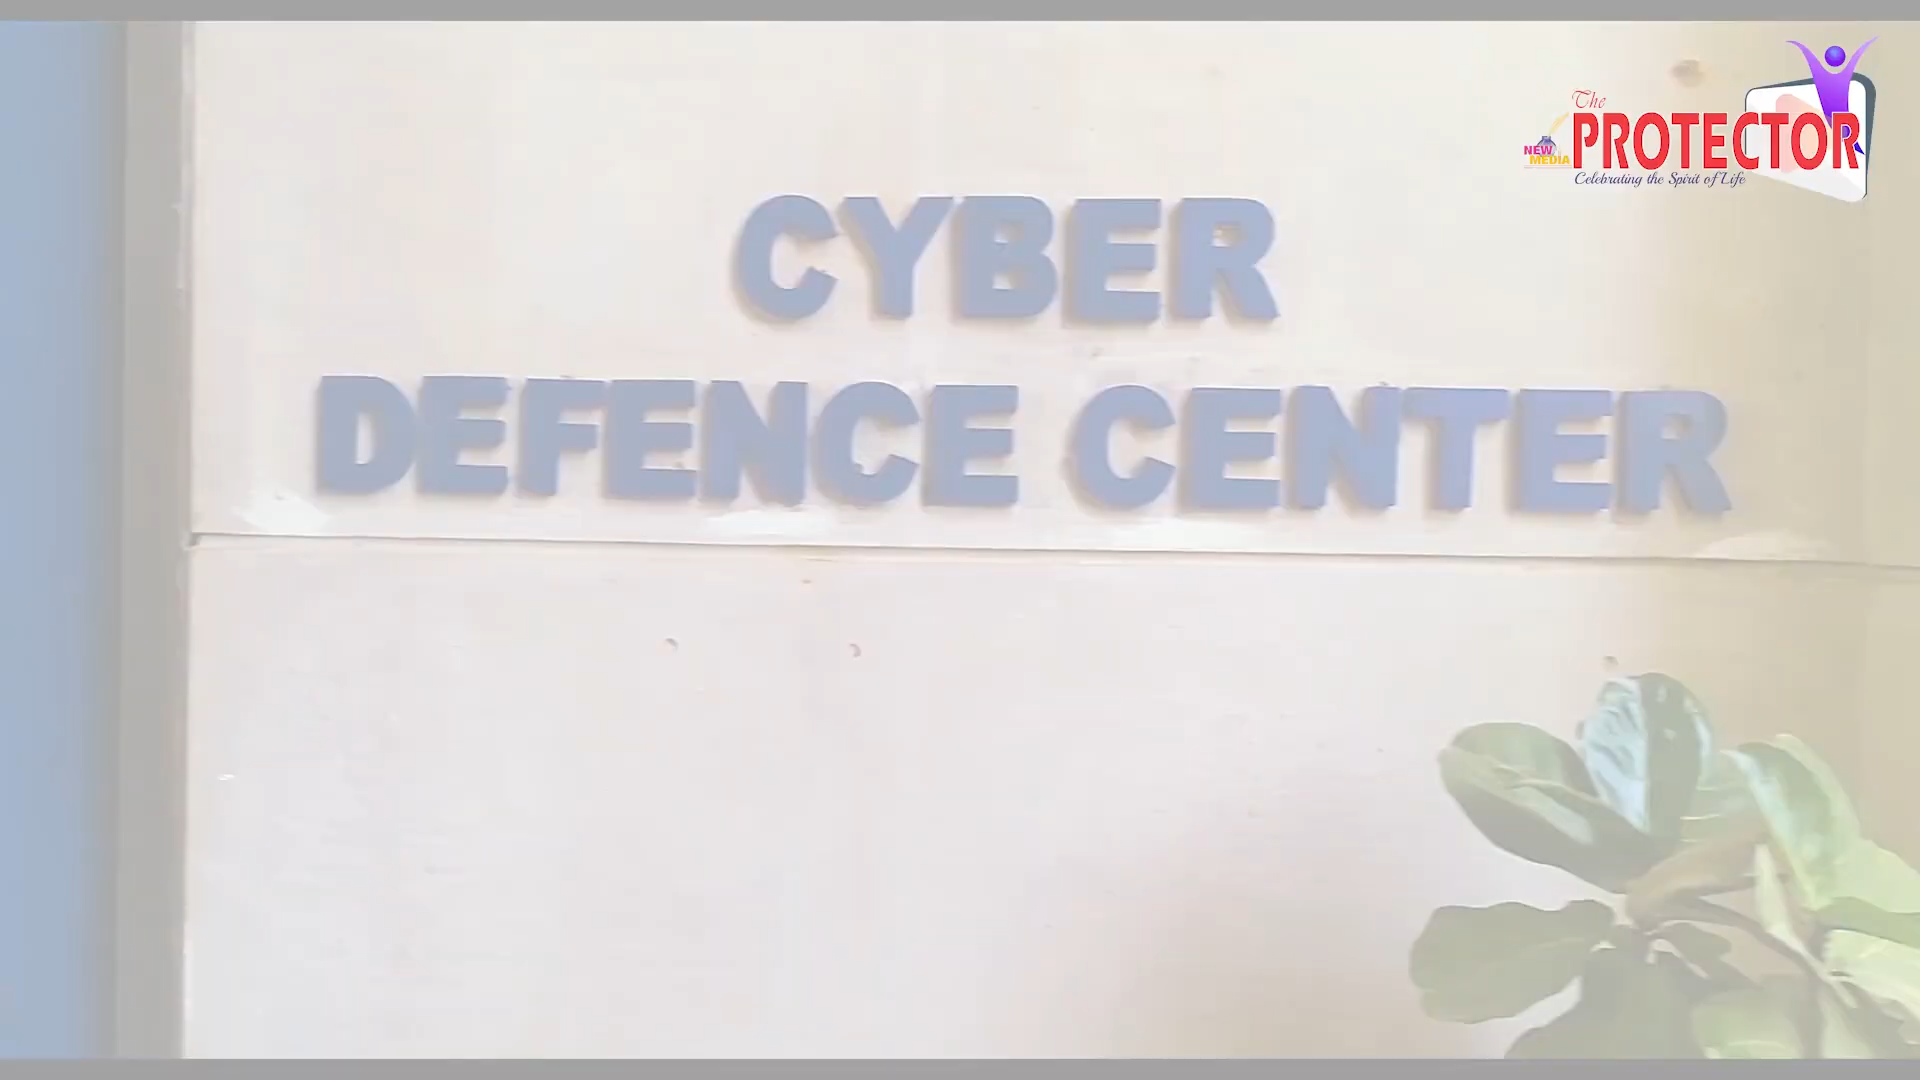 The
PROTECTOR
NEW
MEDIA
Celebrating the Spirit of Life
CYBER
DEFENCE CENTER